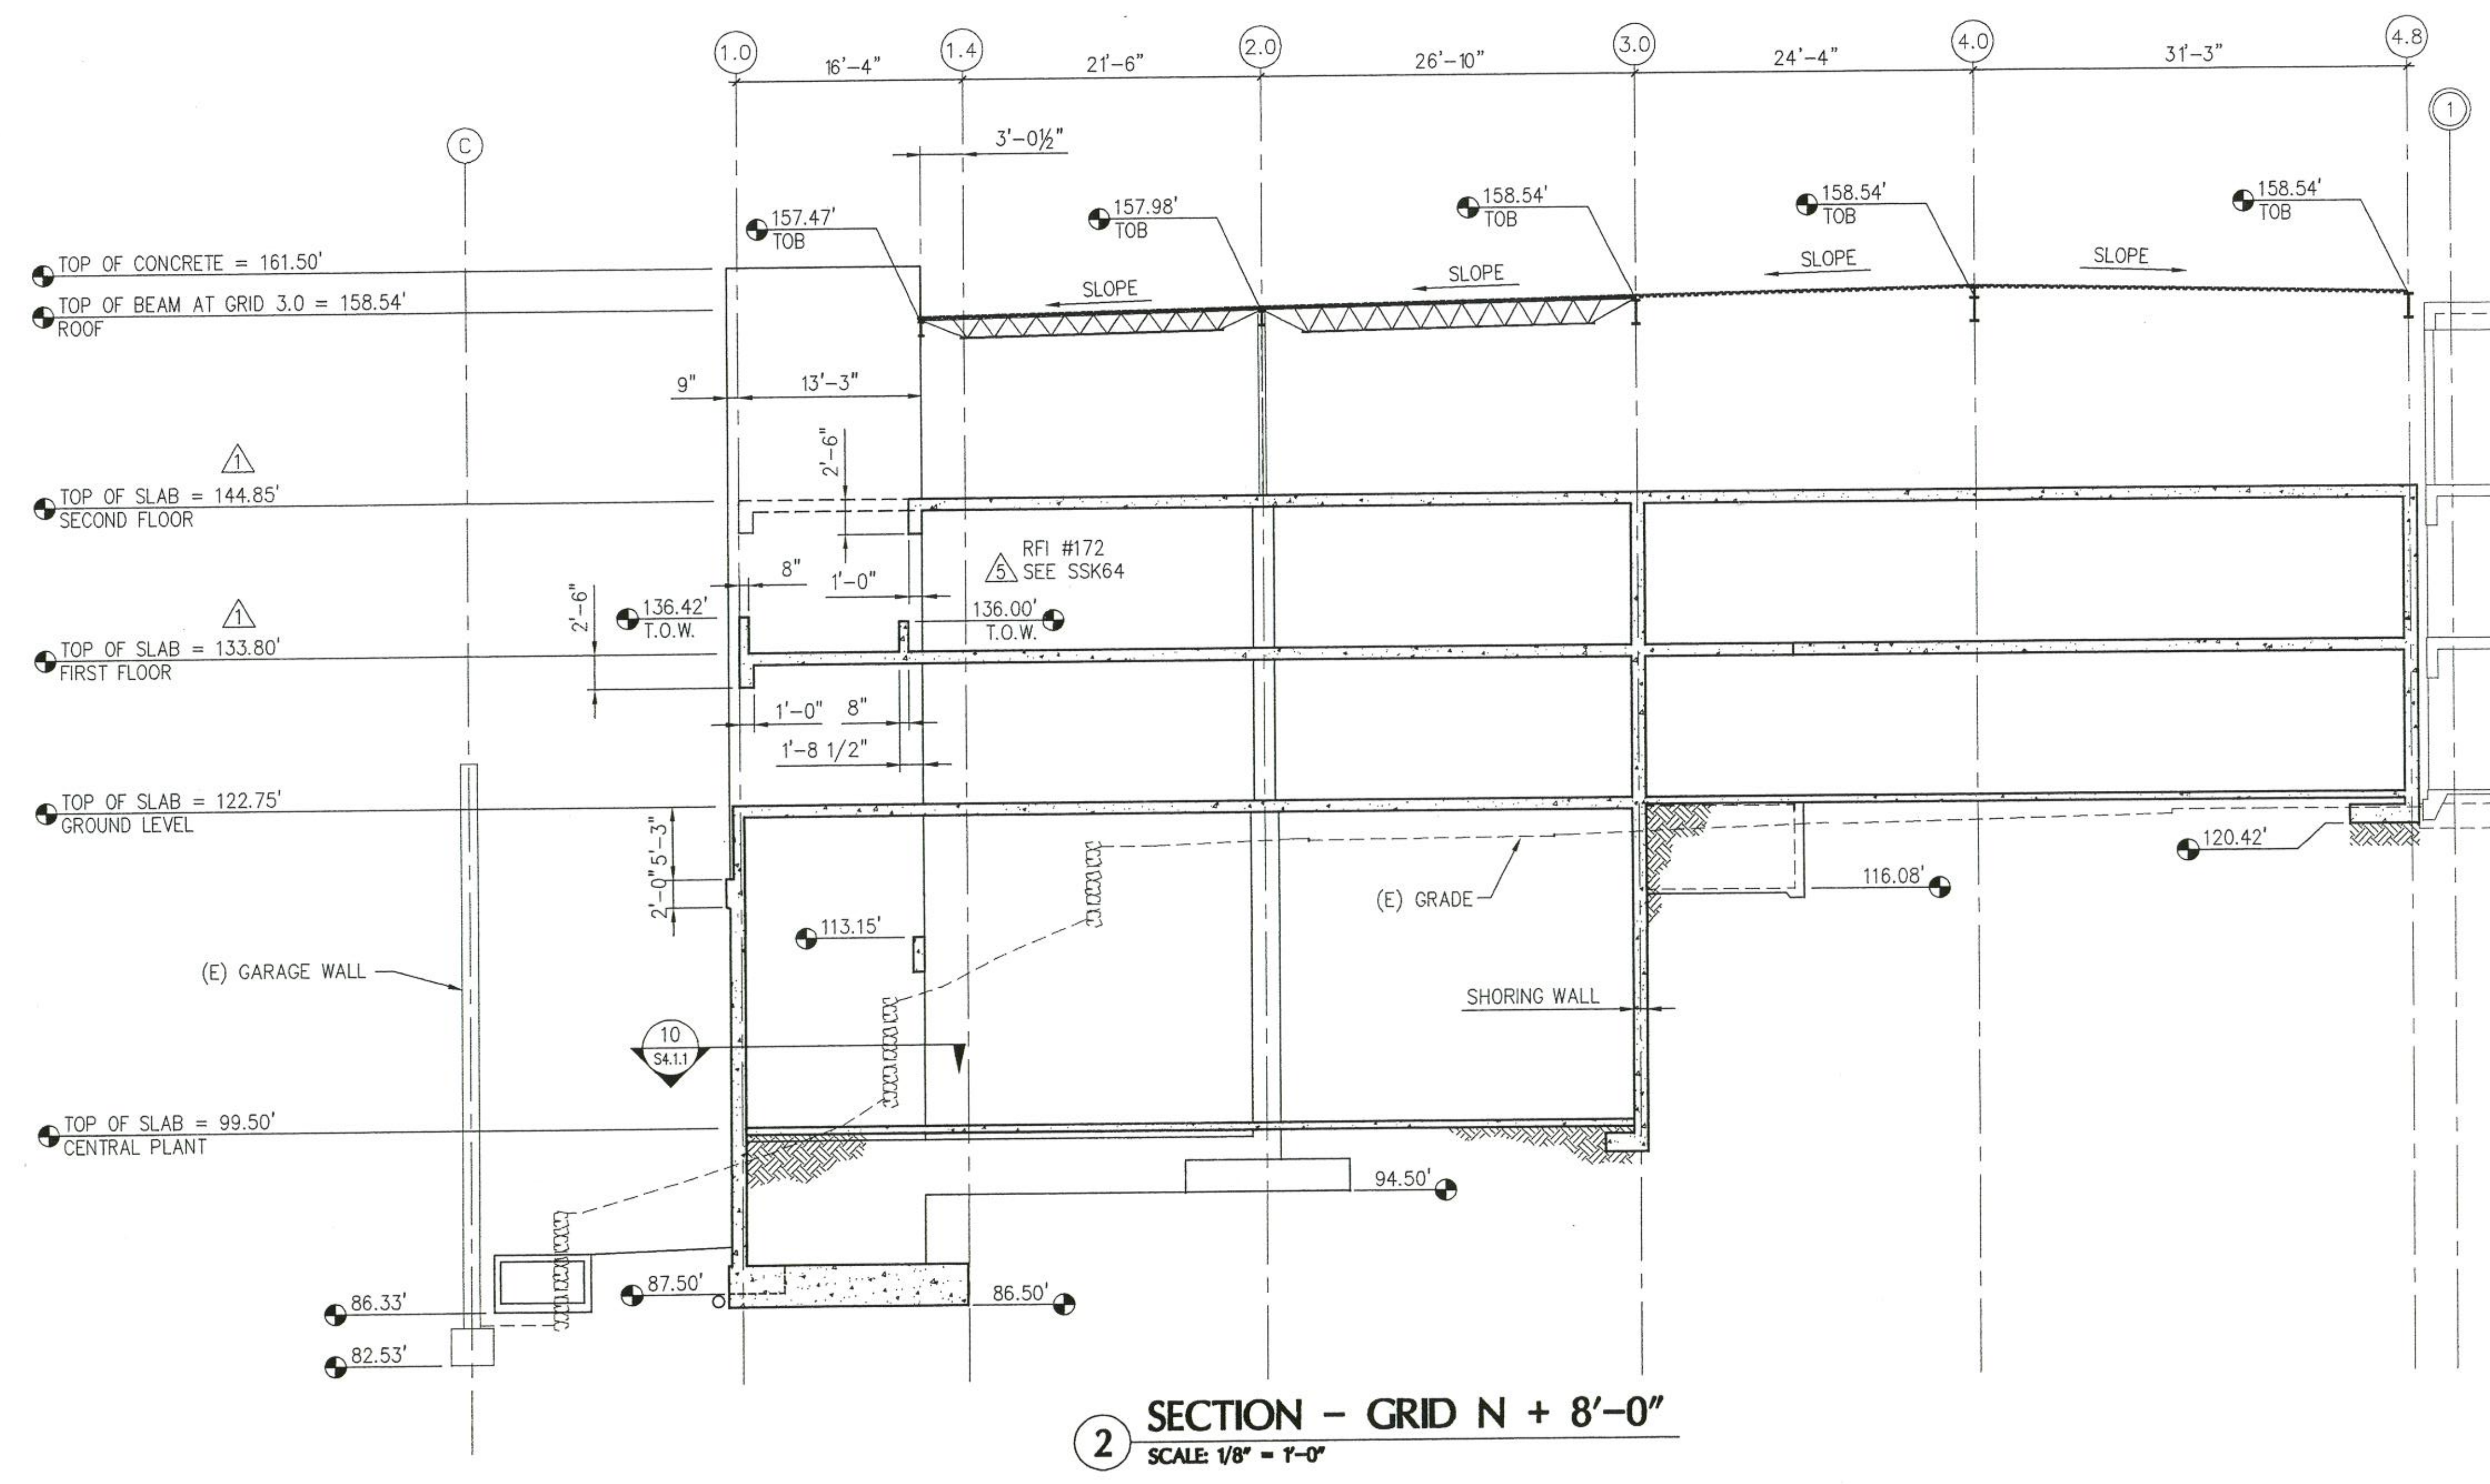 1.0
1.4
2.0
3.0
4.0
4.8
16'-4"
21'-6"
26'-10"
24'-4"
31'-3"
1
C
3'-0½"
157.47'
TOB
157.98'
TOB
158.54'
TOB
158.54'
TOB
158.54'
TOB
TOP OF CONCRETE = 161.50'
TOP OF BEAM AT GRID 3.0 = 158.54'
ROOF
SLOPE
SLOPE
SLOPE
SLOPE
9"
13'-3"
2'-6"
1
TOP OF SLAB = 144.85'
SECOND FLOOR
RFI #172
5 SEE SSK64
8"
1'-0"
2'-6"
136.42'
T.O.W.
136.00'
T.O.W.
1
TOP OF SLAB = 133.80'
FIRST FLOOR
1'-0"
8"
1'-8 1/2"
TOP OF SLAB = 122.75'
GROUND LEVEL
5'-3"
2'-0"
120.42'
116.08'
(E) GRADE
113.15'
(E) GARAGE WALL
SHORING WALL
10
S4.1.1
TOP OF SLAB = 99.50'
CENTRAL PLANT
94.50'
87.50'
86.50'
86.33'
82.53'
2
SECTION - GRID N + 8'-0"
SCALE: 1/8" = 1'-0"